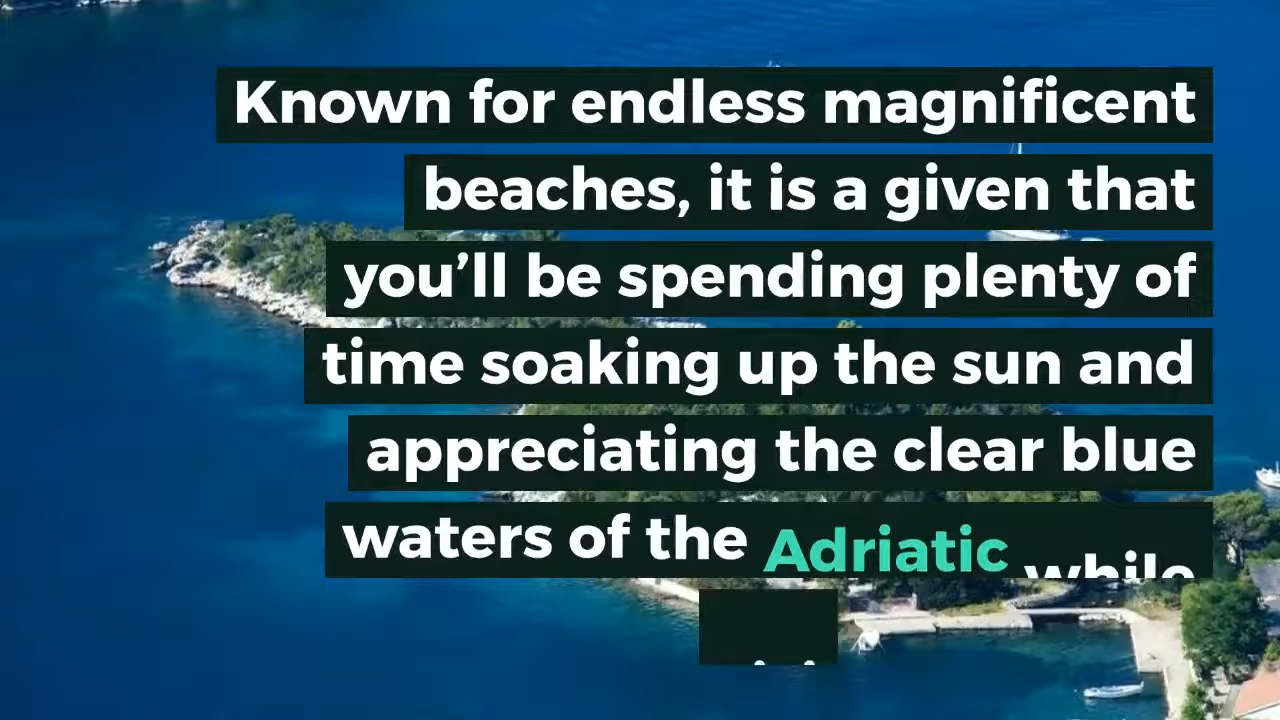 Known for endless magnificent
beaches, it is a given that
you’ll be spending plenty of
time soaking up the sun and
appreciating the clear blue
waters of the Adriatic while